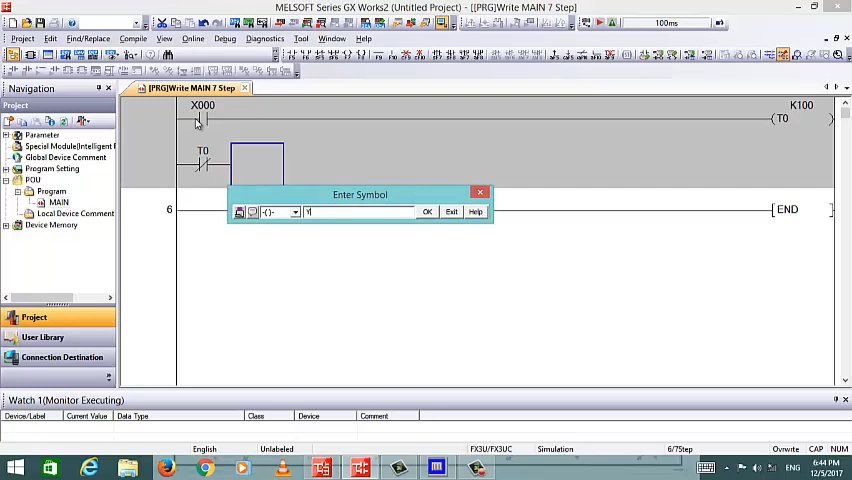 MELSOFT Series GX Works2 (Untitled Project) - [[PRG]Write MAIN 7 Step]
Project Edit Find/Replace Compile View Online Debug Diagnostics Tool Window Help
100ms
Navigation
[PRG]Write MAIN 7 Step
Project
Parameter
Special Module(Intelligent F
Global Device Comment
Program Setting
POU
Program
MAIN
Local Device Comment
Device Memory
X000
K100
T0
T0
Enter Symbol
-( )-
Y
OK Exit Help
6
END
Project
User Library
Connection Destination
Watch 1(Monitor Executing)
Device/Label Current Value Data Type Class Device Comment
English Unlabeled FX3U/FX3UC Simulation 6/7Step Ovrwrte CAP NUM
ENG
6:44 PM
12/5/2017